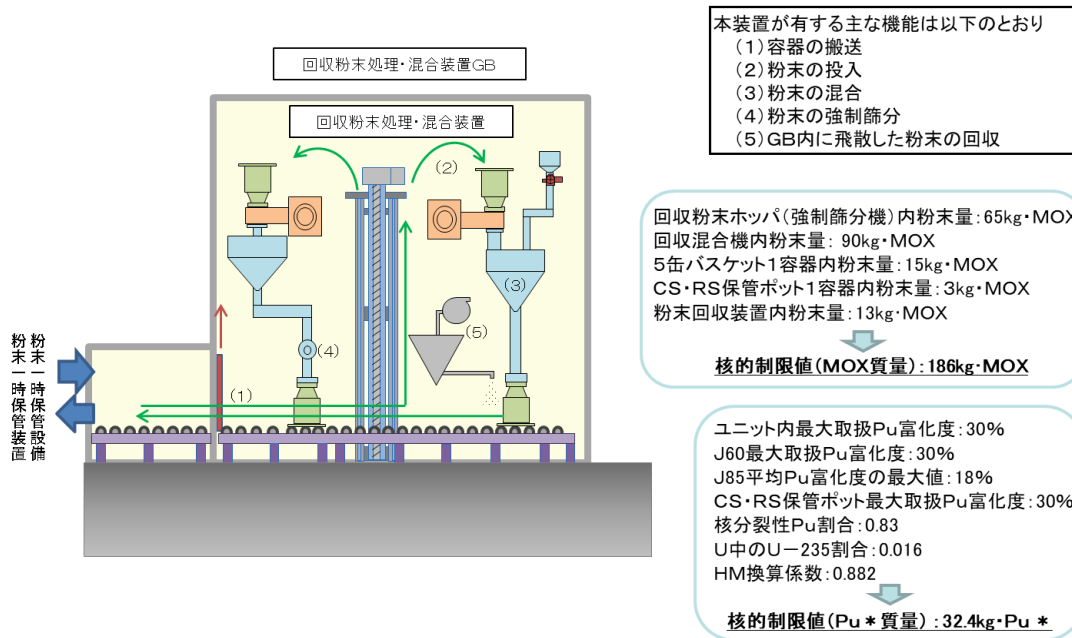 回収粉末処理・混合装置GB
回収粉末処理・混合装置
(2)
(3)
(5)
(4)
(1)
粉末一時保管設備
粉末一時保管装置
本装置が有する主な機能は以下のとおり
(1)容器の搬送
(2)粉末の投入
(3)粉末の混合
(4)粉末の強制篩分
(5)GB内に飛散した粉末の回収
回収粉末ホッパ(強制篩分機)内粉末量:65kg・MOX
回収混合機内粉末量: 90kg・MOX
5缶バスケット1容器内粉末量:15kg・MOX
CS・RS保管ポット1容器内粉末量:3kg・MOX
粉末回収装置内粉末量:13kg・MOX
核的制限値(MOX質量):186kg・MOX
ユニット内最大取扱Pu富化度:30%
J60最大取扱Pu富化度:30%
J85平均Pu富化度の最大値:18%
CS・RS保管ポット最大取扱Pu富化度:30%
核分裂性Pu割合:0.83
U中のU-235割合:0.016
HM換算係数:0.882
核的制限値(Pu*質量):32.4kg・Pu *